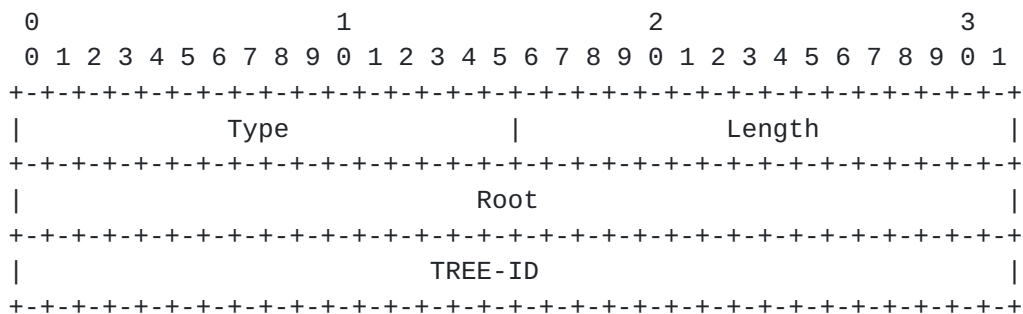 0                   1                   2                   3
 0 1 2 3 4 5 6 7 8 9 0 1 2 3 4 5 6 7 8 9 0 1 2 3 4 5 6 7 8 9 0 1
+-+-+-+-+-+-+-+-+-+-+-+-+-+-+-+-+-+-+-+-+-+-+-+-+-+-+-+-+-+-+-+-+
|             Type              |             Length            |
+-+-+-+-+-+-+-+-+-+-+-+-+-+-+-+-+-+-+-+-+-+-+-+-+-+-+-+-+-+-+-+-+
|                             Root                              |
+-+-+-+-+-+-+-+-+-+-+-+-+-+-+-+-+-+-+-+-+-+-+-+-+-+-+-+-+-+-+-+-+
|                          TREE-ID                              |
+-+-+-+-+-+-+-+-+-+-+-+-+-+-+-+-+-+-+-+-+-+-+-+-+-+-+-+-+-+-+-+-+